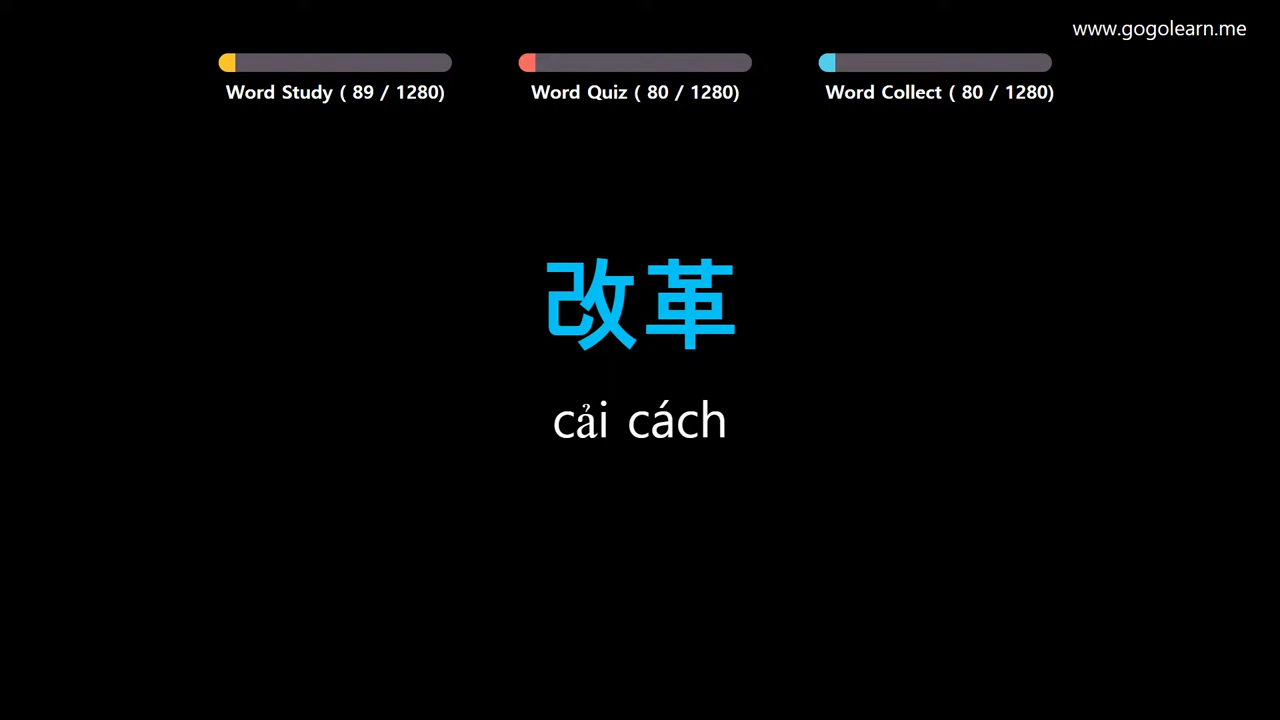 www.gogolearn.me
Word Study ( 89 / 1280)
Word Quiz ( 80 / 1280)
Word Collect ( 80 / 1280)
改革
cải cách